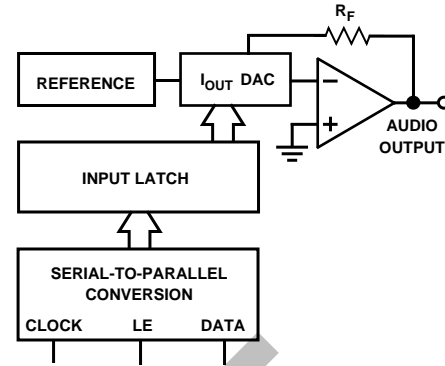 R_F
REFERENCE
I_OUT DAC
−
+
AUDIO
OUTPUT
INPUT LATCH
SERIAL-TO-PARALLEL
CONVERSION
CLOCK LE DATA